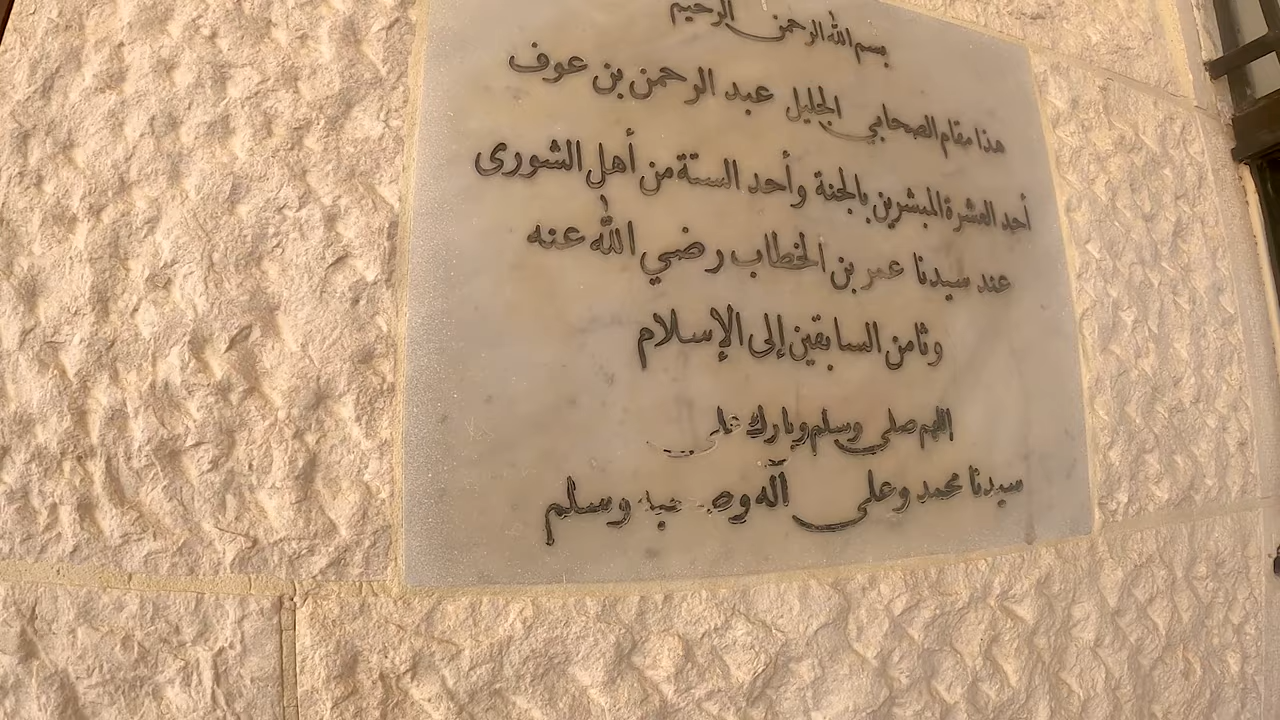 بسم الله الرحمن الرحيم
هذا مقام الصحابي الجليل عبد الرحمن بن عوف
أحد العشرة المبشرين بالجنة وأحد الستة من أهل الشورى
عند سيدنا عمر بن الخطاب رضي الله عنه
وثامن السابقين إلى الإسلام
اللهم صلي وسلم وبارك على
سيدنا محمد وعلى آله وصحبه وسلم